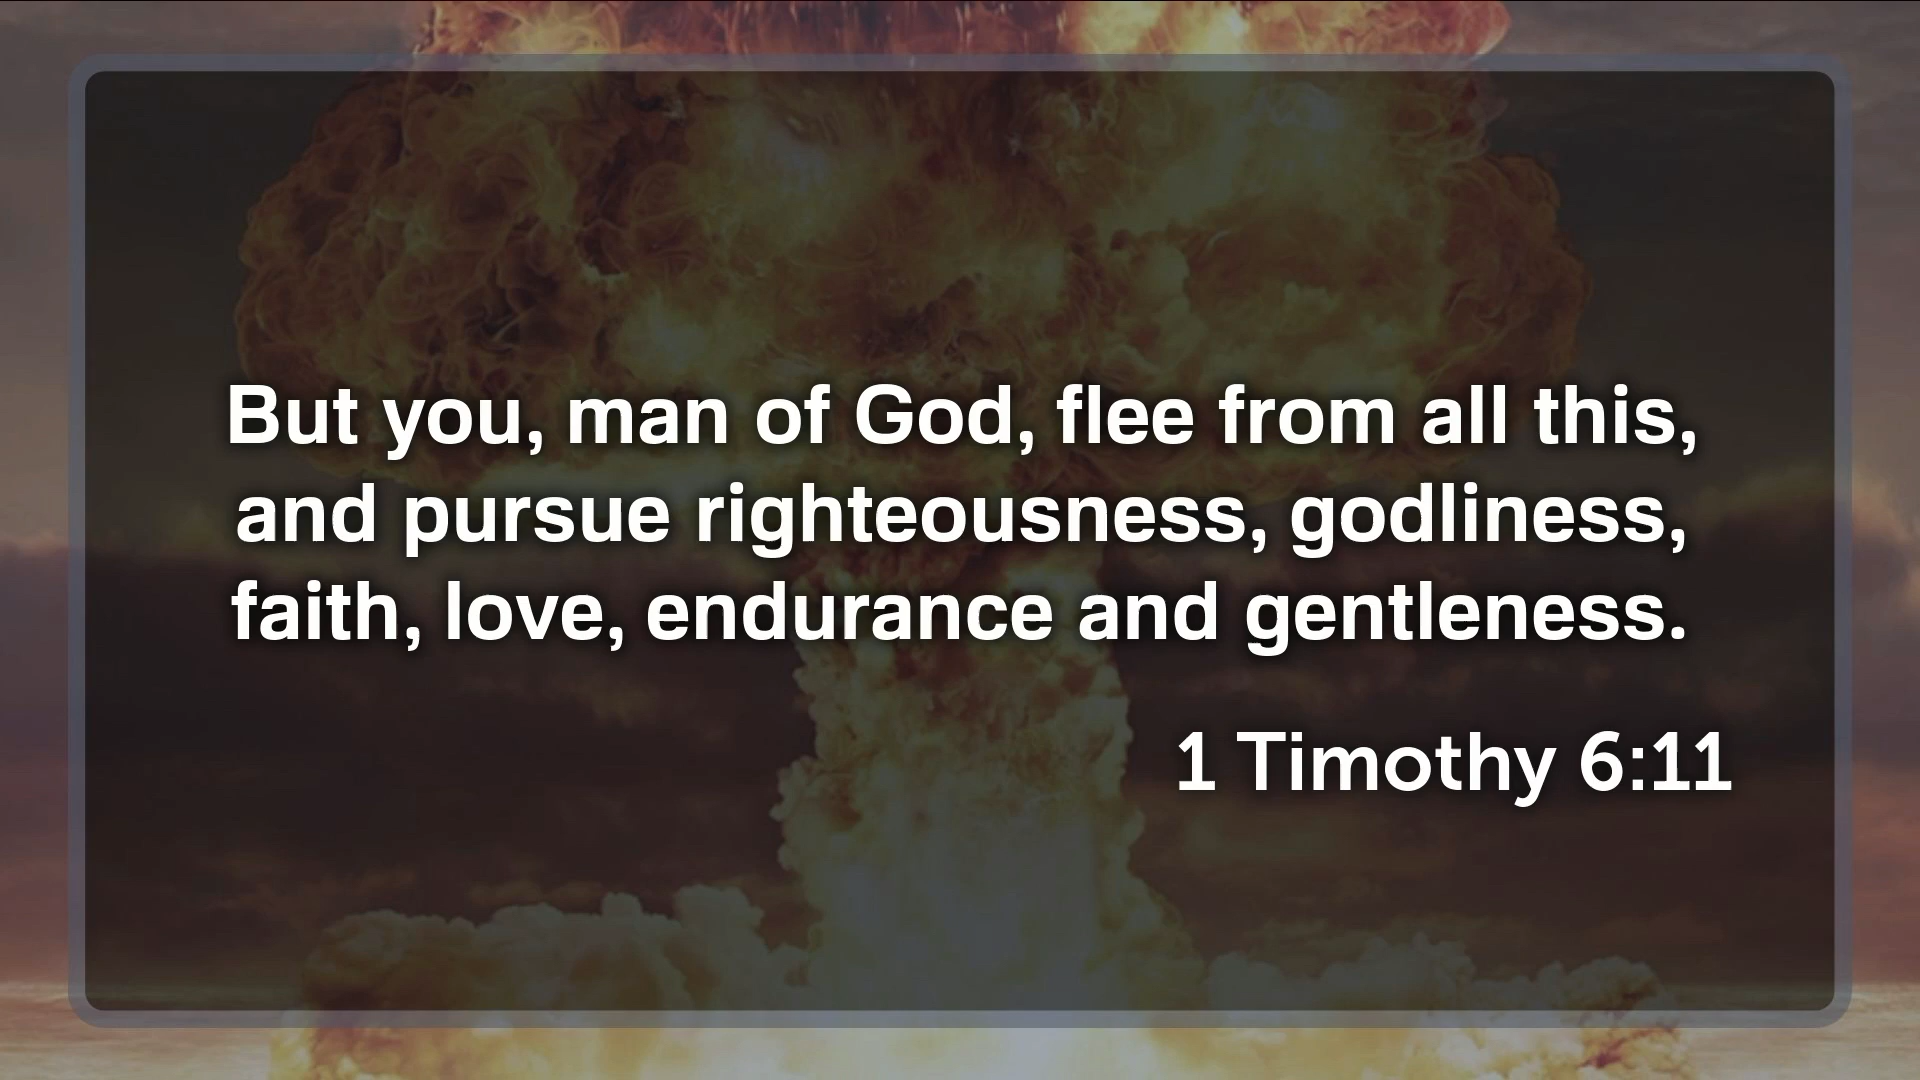 But you, man of God, flee from all this,
and pursue righteousness, godliness,
faith, love, endurance and gentleness.
1 Timothy 6:11